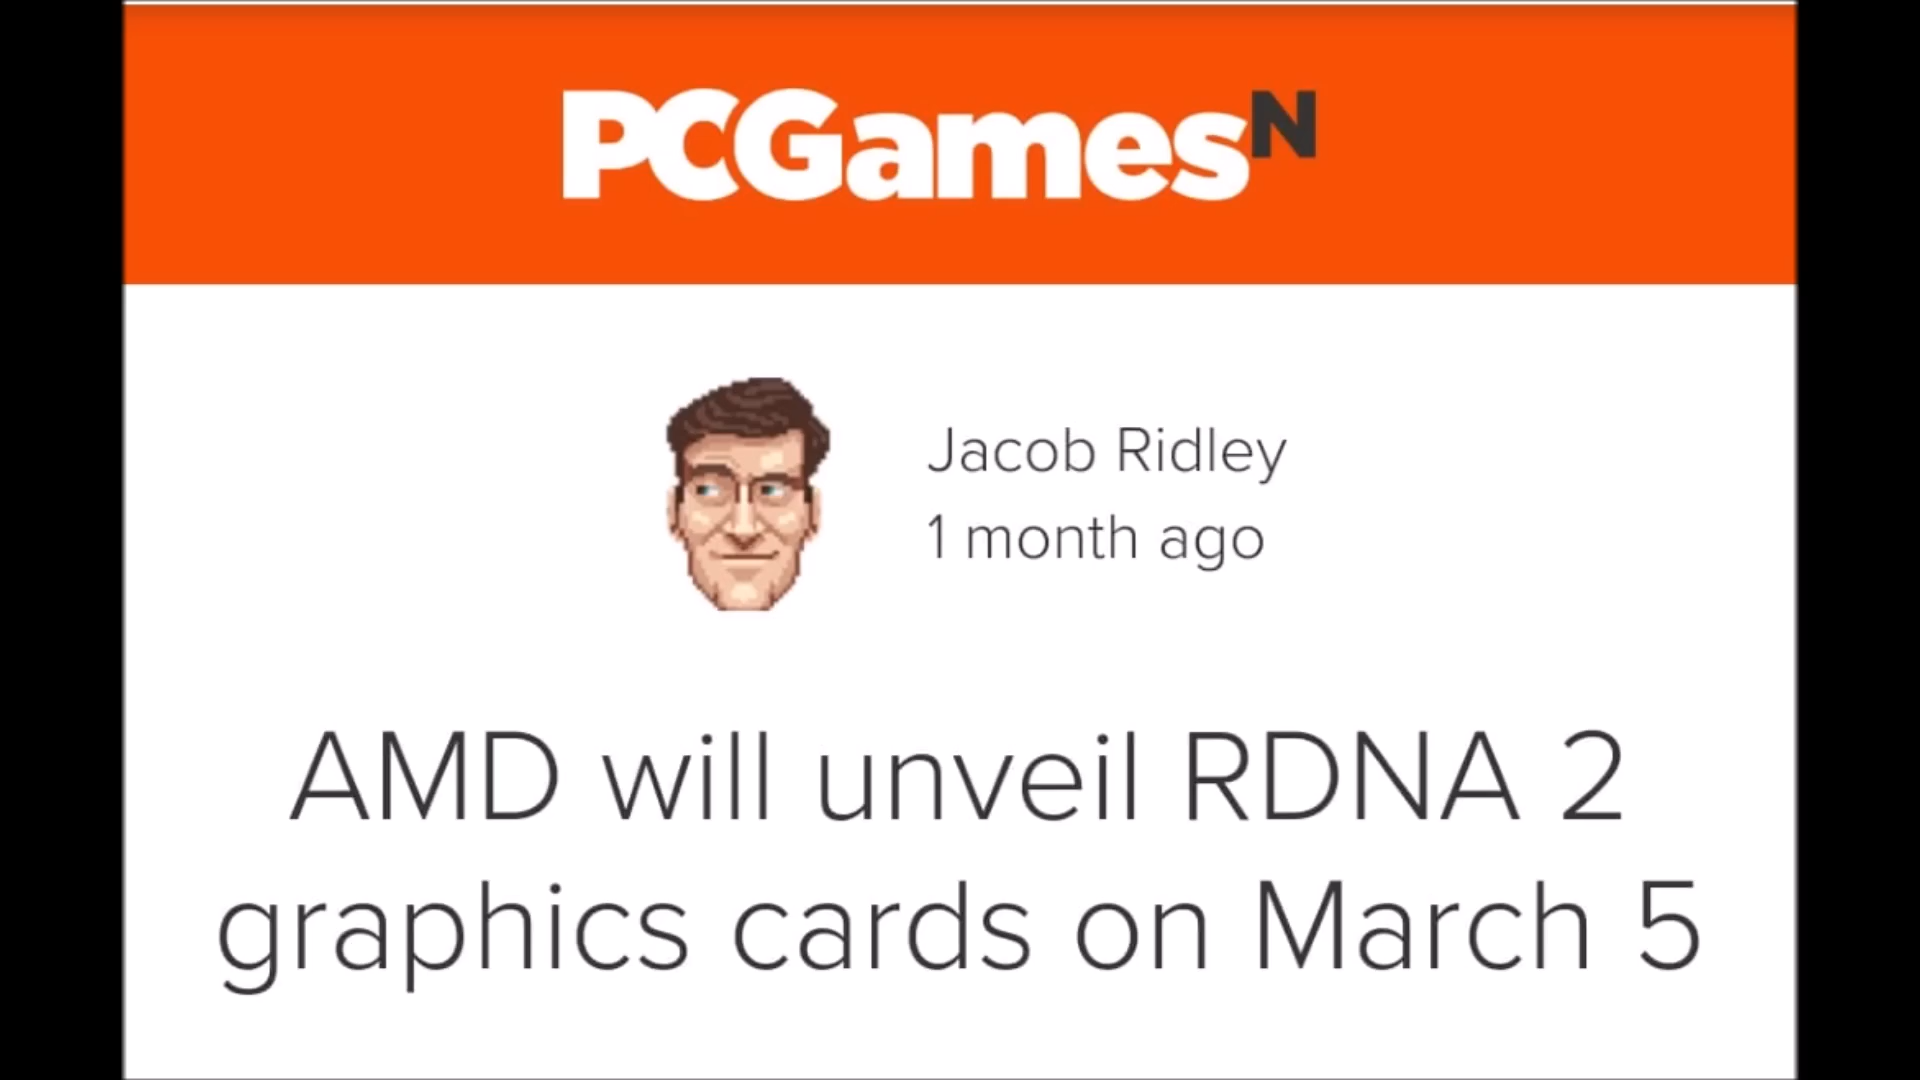 PCGamesN
Jacob Ridley
1 month ago
AMD will unveil RDNA 2
graphics cards on March 5